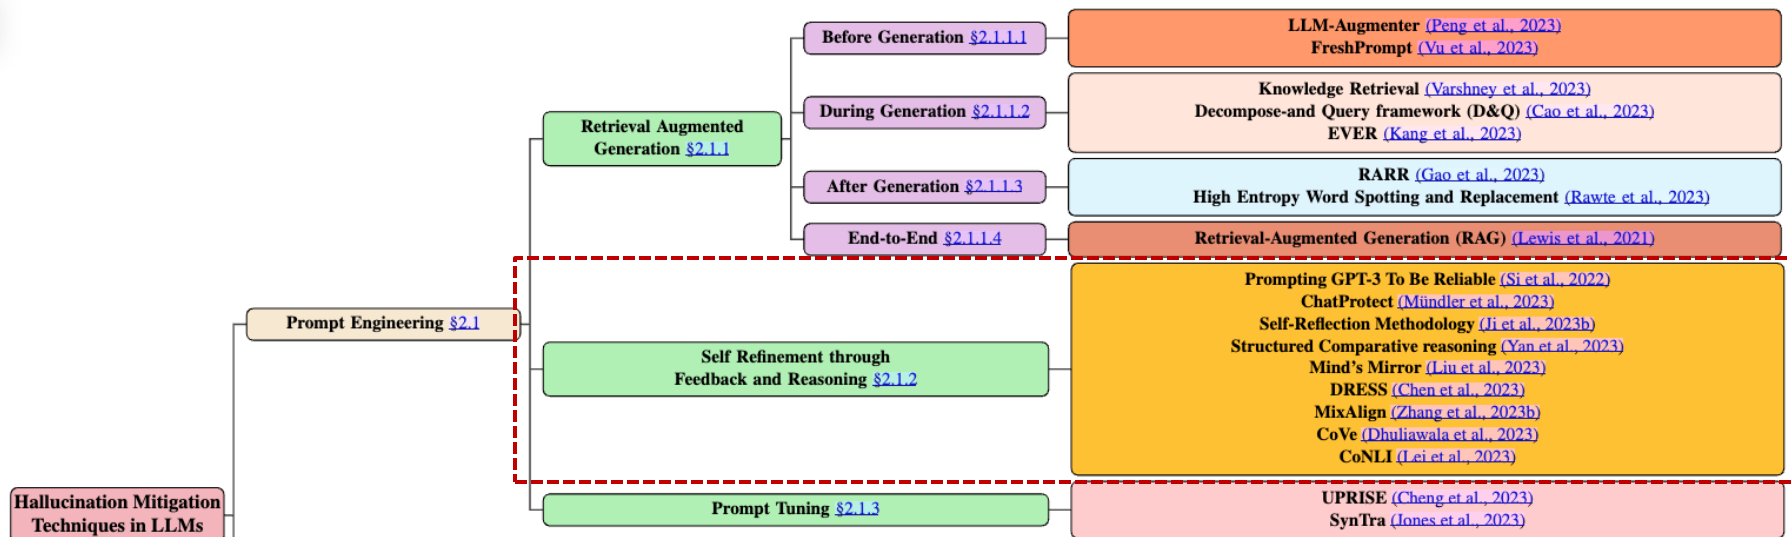 Before Generation §2.1.1.1
LLM-Augmenter (Peng et al., 2023)
FreshPrompt (Vu et al., 2023)
During Generation §2.1.1.2
Knowledge Retrieval (Varshney et al., 2023)
Decompose-and Query framework (D&Q) (Cao et al., 2023)
EVER (Kang et al., 2023)
Retrieval Augmented
Generation §2.1.1
After Generation §2.1.1.3
RARR (Gao et al., 2023)
High Entropy Word Spotting and Replacement (Rawte et al., 2023)
End-to-End §2.1.1.4
Retrieval-Augmented Generation (RAG) (Lewis et al., 2021)
Prompt Engineering §2.1
Self Refinement through
Feedback and Reasoning §2.1.2
Prompting GPT-3 To Be Reliable (Si et al., 2022)
ChatProtect (Mündler et al., 2023)
Self-Reflection Methodology (Ji et al., 2023b)
Structured Comparative reasoning (Yan et al., 2023)
Mind's Mirror (Liu et al., 2023)
DRESS (Chen et al., 2023)
MixAlign (Zhang et al., 2023b)
CoVe (Dhuliawala et al., 2023)
CoNLI (Lei et al., 2023)
Hallucination Mitigation
Techniques in LLMs
Prompt Tuning §2.1.3
UPRISE (Cheng et al., 2023)
SynTra (Jones et al., 2023)